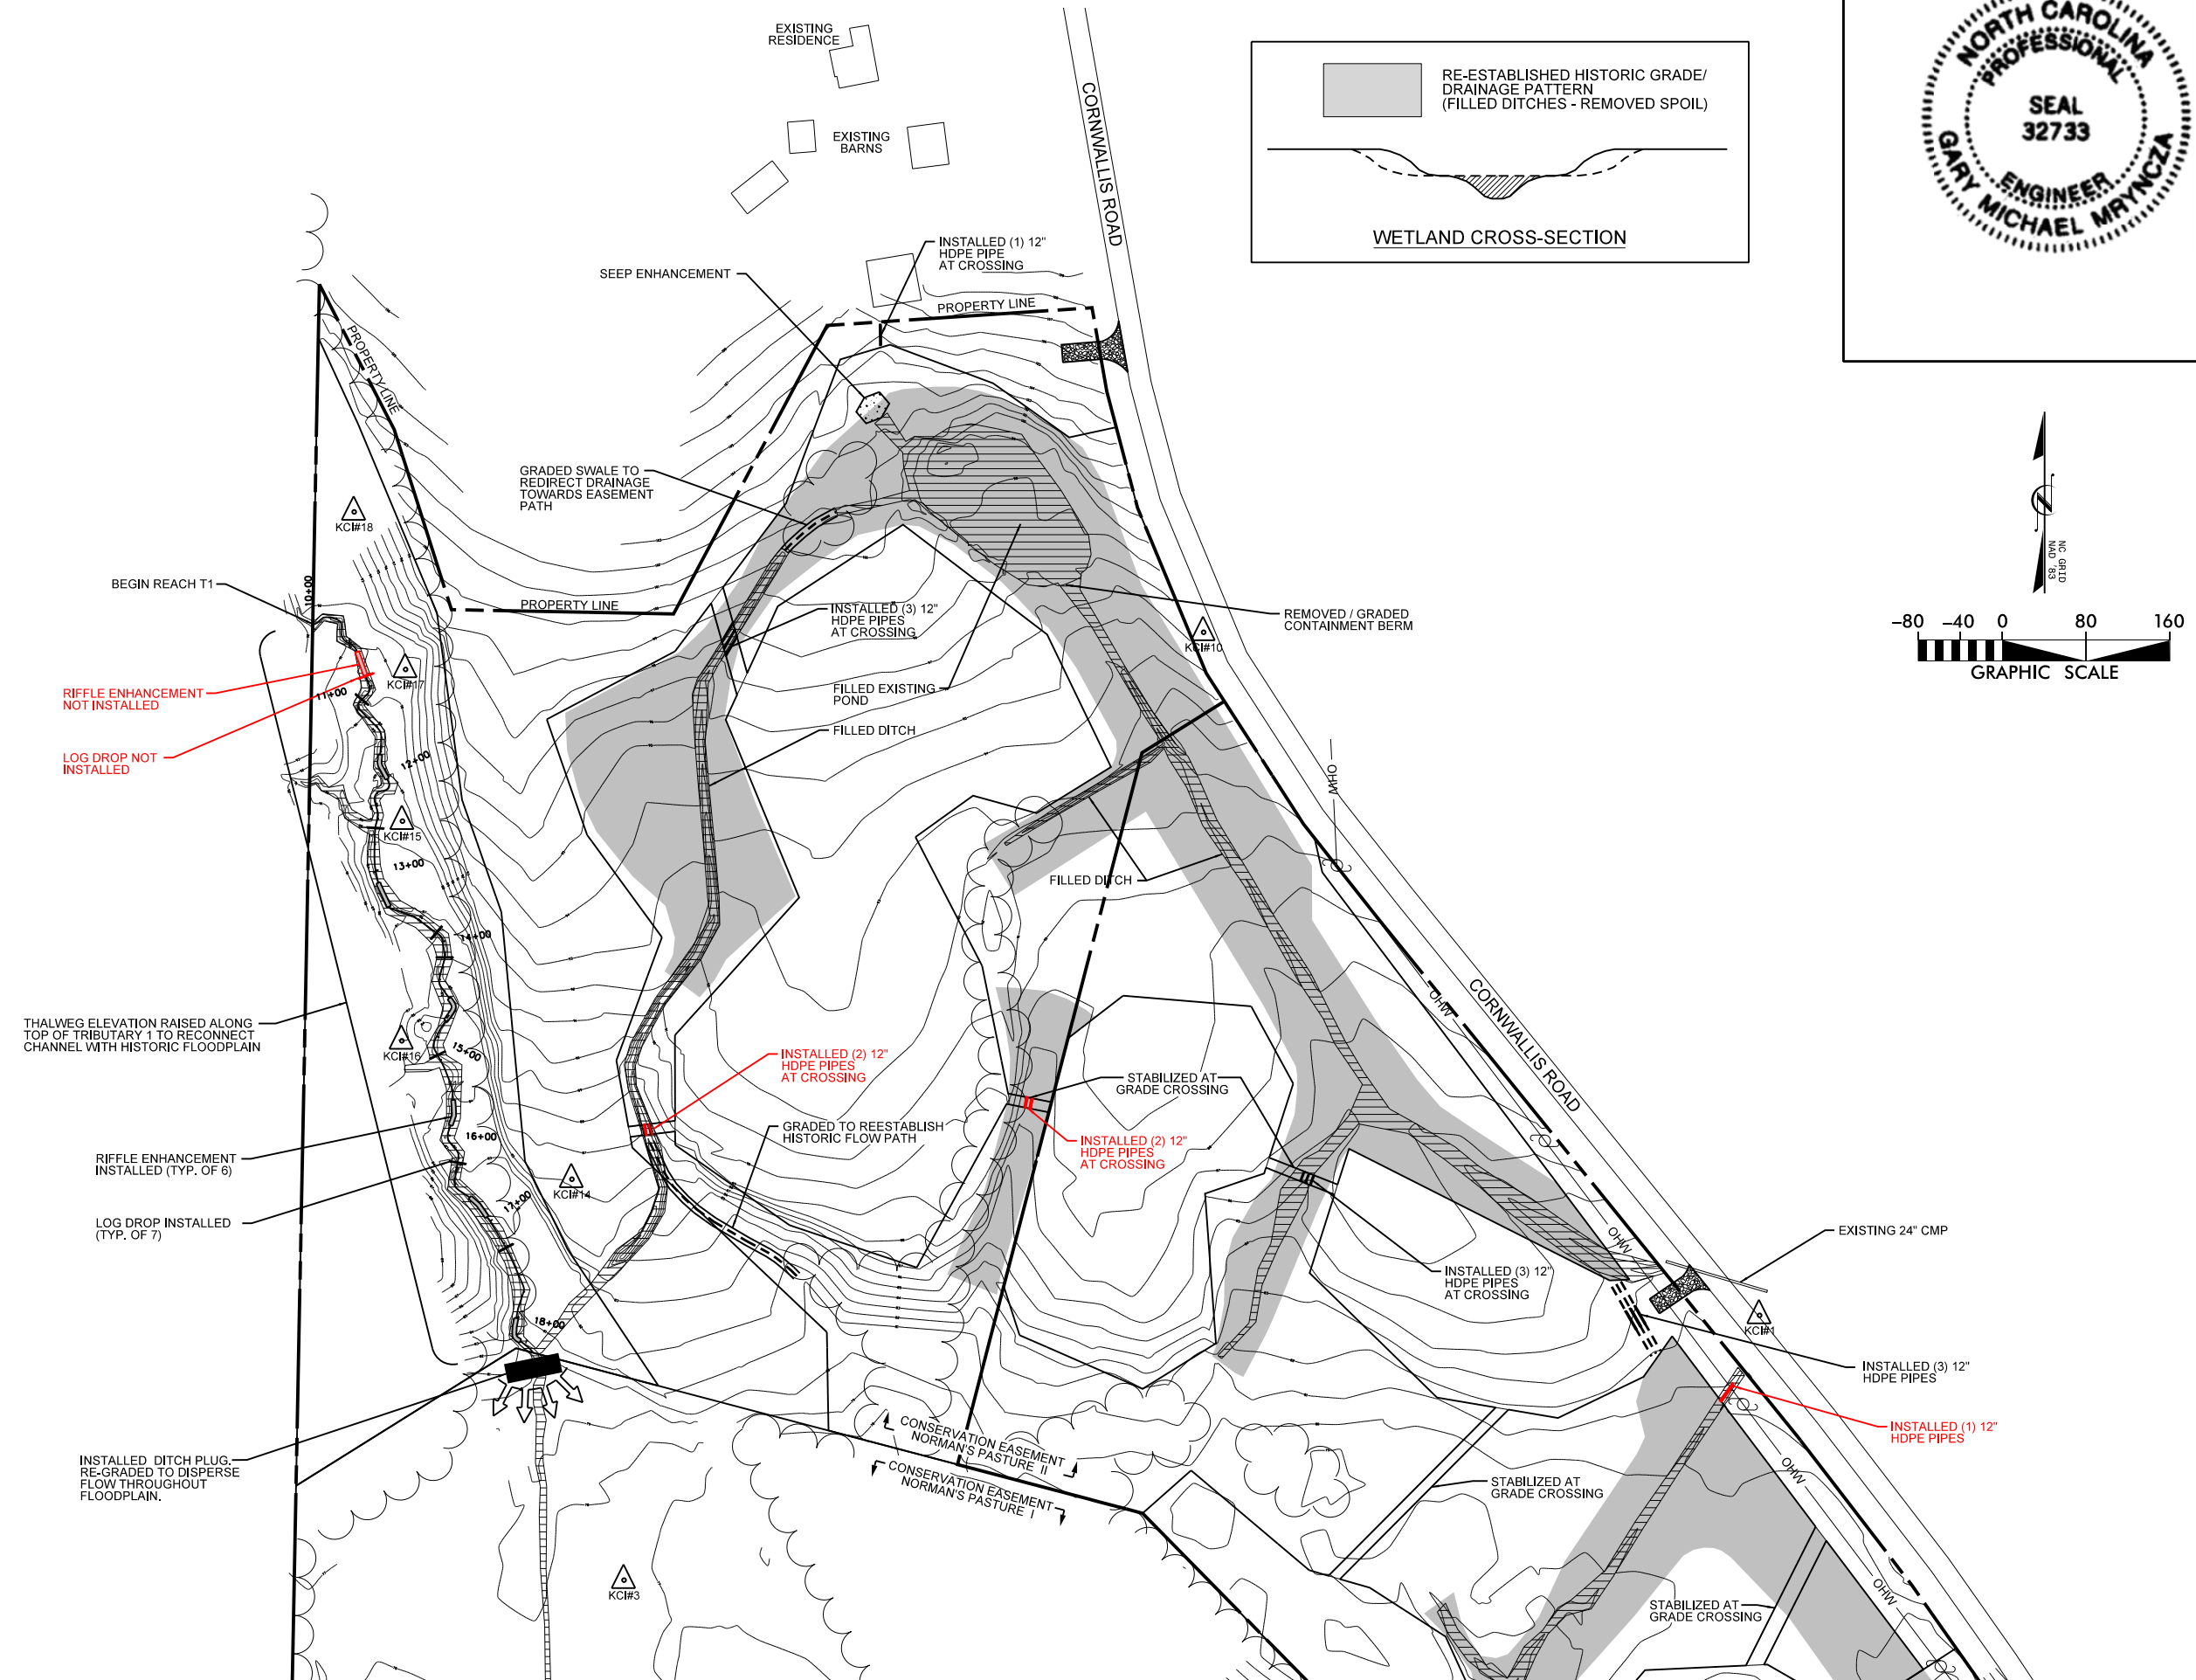 EXISTING
RESIDENCE
EXISTING
BARNS
CORNWALLIS ROAD
RE-ESTABLISHED HISTORIC GRADE/
DRAINAGE PATTERN
(FILLED DITCHES - REMOVED SPOIL)
WETLAND CROSS-SECTION
NORTH CAROLINA
PROFESSIONAL
SEAL
32733
ENGINEER
GARY MICHAEL MRYNCZA
NC GRID
NAD '83
-80 -40 0 80 160
GRAPHIC SCALE
INSTALLED (1) 12"
HDPE PIPE
AT CROSSING
SEEP ENHANCEMENT
PROPERTY LINE
PROPERTY LINE
GRADED SWALE TO
REDIRECT DRAINAGE
TOWARDS EASEMENT
PATH
KCI#18
BEGIN REACH T1
10+00
PROPERTY LINE
INSTALLED (3) 12"
HDPE PIPES
AT CROSSING
REMOVED / GRADED
CONTAINMENT BERM
KCI#10
RIFFLE ENHANCEMENT
NOT INSTALLED
KCI#17
11+00
FILLED EXISTING
POND
FILLED DITCH
LOG DROP NOT
INSTALLED
12+00
OHW
KCI#15
13+00
FILLED DITCH
14+00
OHW
CORNWALLIS ROAD
THALWEG ELEVATION RAISED ALONG
TOP OF TRIBUTARY 1 TO RECONNECT
CHANNEL WITH HISTORIC FLOODPLAIN
KCI#16
15+00
INSTALLED (2) 12"
HDPE PIPES
AT CROSSING
STABILIZED AT
GRADE CROSSING
GRADED TO REESTABLISH
HISTORIC FLOW PATH
INSTALLED (2) 12"
HDPE PIPES
AT CROSSING
16+00
RIFFLE ENHANCEMENT
INSTALLED (TYP. OF 6)
KCI#14
17+00
LOG DROP INSTALLED
(TYP. OF 7)
OHW
EXISTING 24" CMP
INSTALLED (3) 12"
HDPE PIPES
AT CROSSING
18+00
KCI#1
INSTALLED (3) 12"
HDPE PIPES
INSTALLED (1) 12"
HDPE PIPES
CONSERVATION EASEMENT
NORMAN'S PASTURE II
CONSERVATION EASEMENT
NORMAN'S PASTURE I
INSTALLED DITCH PLUG.
RE-GRADED TO DISPERSE
FLOW THROUGHOUT
FLOODPLAIN.
OHW
STABILIZED AT
GRADE CROSSING
KCI#3
OHW
STABILIZED AT
GRADE CROSSING